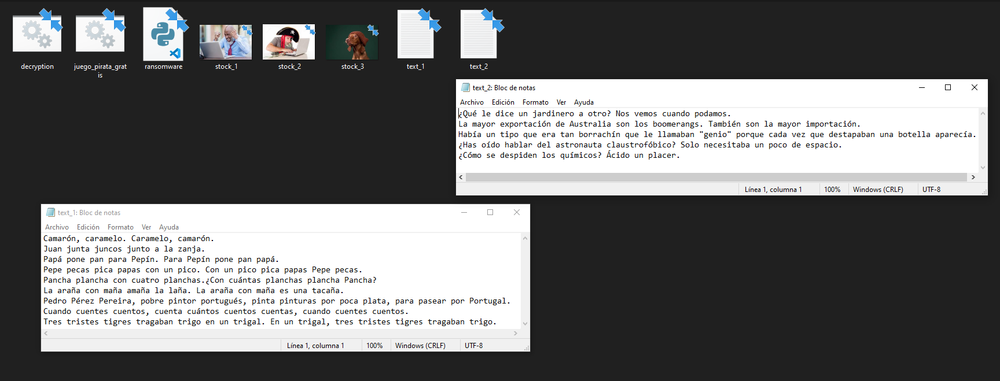 decryption
juego_pirata_grat
is
ransomware
stock_1
stock_2
stock_3
text_1
text_2
text_2: Bloc de notas
Archivo Edición Formato Ver Ayuda
¿Qué le dice un jardinero a otro? Nos vemos cuando podamos.
La mayor exportación de Australia son los boomerangs. También son la mayor importación.
Había un tipo que era tan borrachín que le llamaban "genio" porque cada vez que destapaban una botella aparecía.
¿Has oído hablar del astronauta claustrofóbico? Solo necesitaba un poco de espacio.
¿Cómo se despiden los químicos? Ácido un placer.
Línea 1, columna 1 100% Windows (CRLF) UTF-8
text_1: Bloc de notas
Archivo Edición Formato Ver Ayuda
Camarón, caramelo. Caramelo, camarón.
Juan junta juncos junto a la zanja.
Papá pone pan para Pepín. Para Pepín pone pan papá.
Pepe pecas pica papas con un pico. Con un pico pica papas Pepe pecas.
Pancha plancha con cuatro planchas.¿Con cuántas planchas plancha Pancha?
La araña con maña amaña la laña. La araña con maña es una tacaña.
Pedro Pérez Pereira, pobre pintor portugués, pinta pinturas por poca plata, para pasear por Portugal.
Cuando cuentes cuentos, cuenta cuántos cuentos cuentas, cuando cuentes cuentos.
Tres tristes tigres tragaban trigo en un trigal. En un trigal, tres tristes tigres tragaban trigo.
Línea 1, columna 1 100% Windows (CRLF) UTF-8